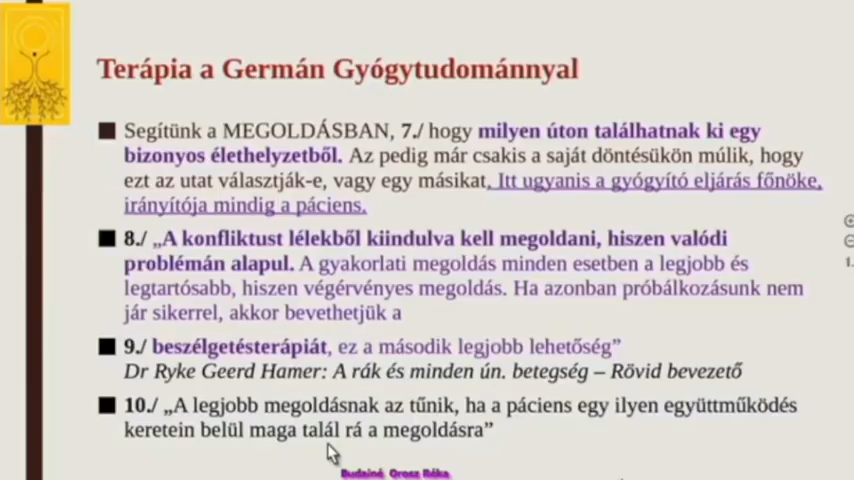 Terápia a Germán Gyógytudománnyal
Segítünk a MEGOLDÁSBAN, 7./ hogy milyen úton találhatnak ki egy
bizonyos élethelyzetből. Az pedig már csakis a saját döntésükön múlik, hogy
ezt az utat választják-e, vagy egy másikat. Itt ugyanis a gyógyító eljárás főnöke,
irányítója mindig a páciens.
8./ „A konfliktust lélekből kiindulva kell megoldani, hiszen valódi
problémán alapul. A gyakorlati megoldás minden esetben a legjobb és
legtartósabb, hiszen végérvényes megoldás. Ha azonban próbálkozásunk nem
jár sikerrel, akkor bevethetjük a
9./ beszélgetésterápiát, ez a második legjobb lehetőség”
Dr Ryke Geerd Hamer: A rák és minden ún. betegség – Rövid bevezető
10./ „A legjobb megoldásnak az tűnik, ha a páciens egy ilyen együttműködés
keretein belül maga talál rá a megoldásra”
Budainé Orosz Réka
1.